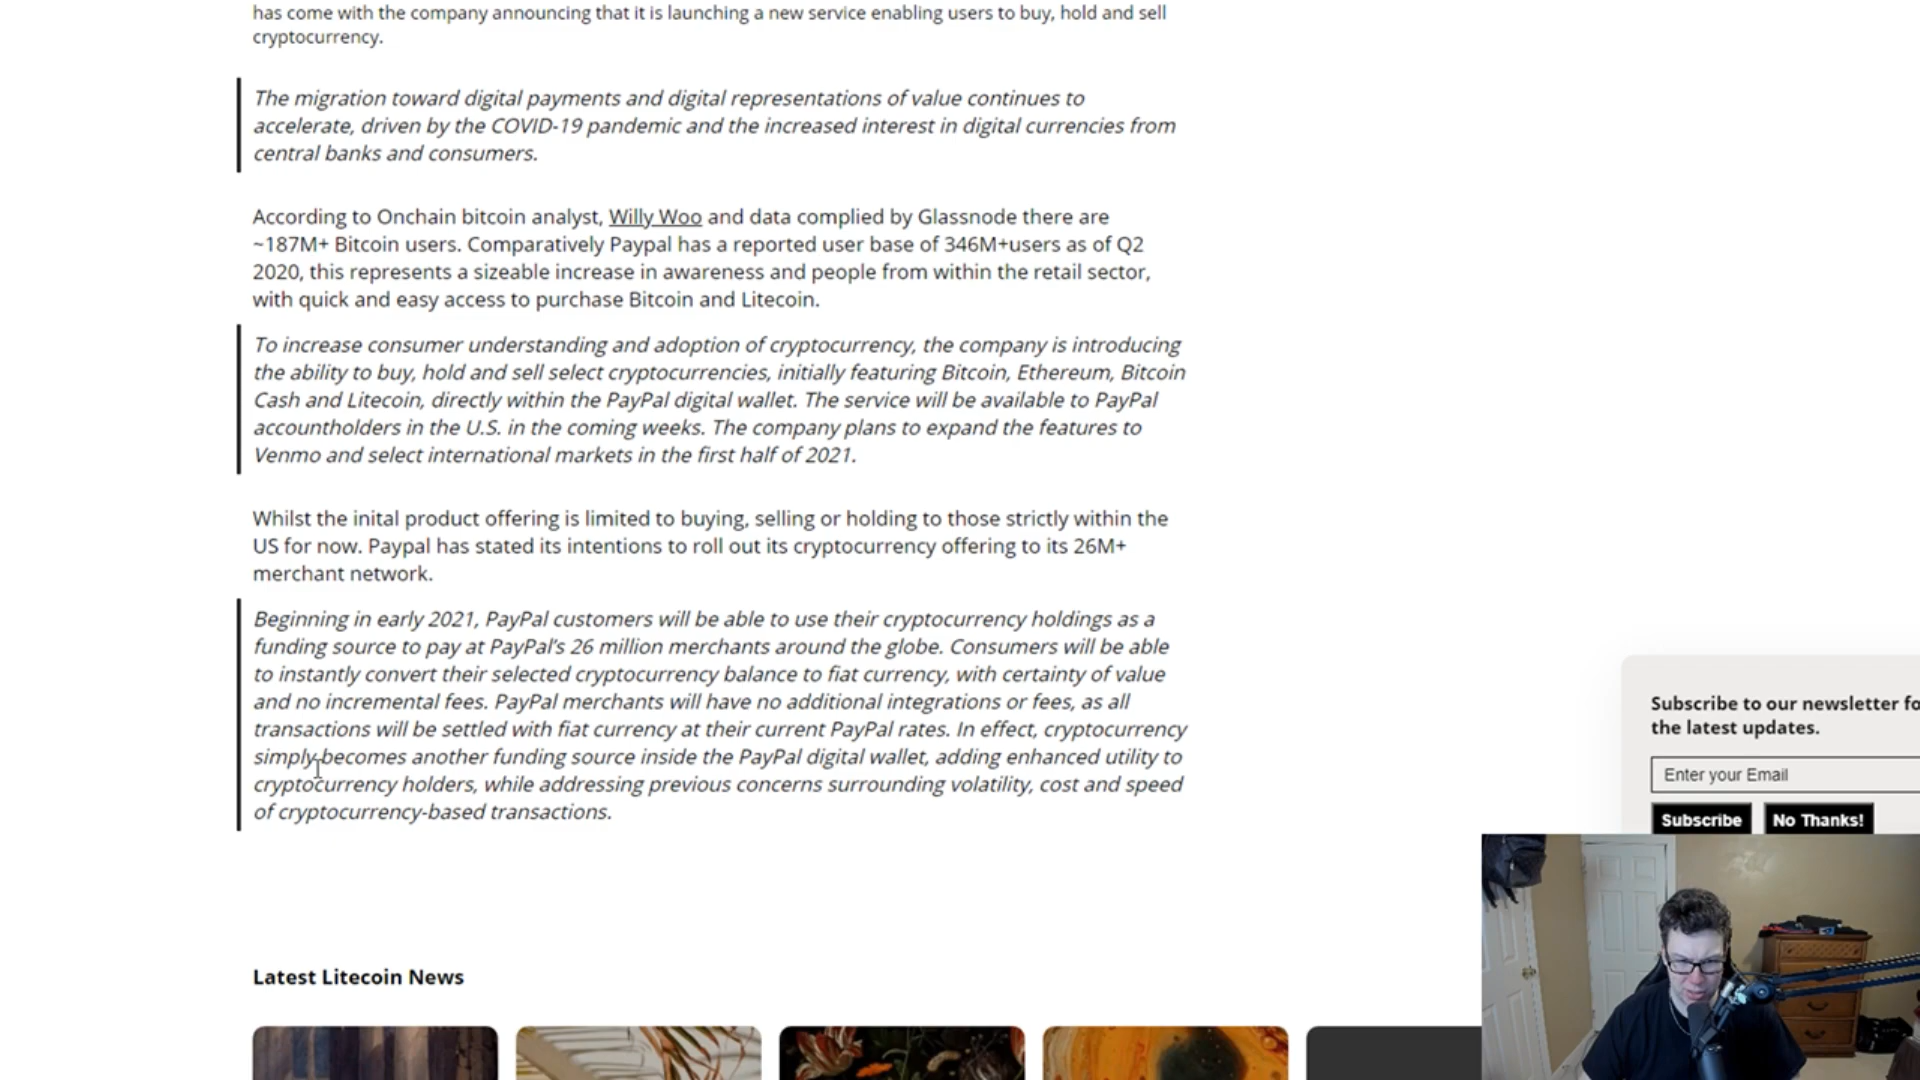 has come with the company announcing that it is launching a new service enabling users to buy, hold and sell
cryptocurrency.
The migration toward digital payments and digital representations of value continues to
accelerate, driven by the COVID-19 pandemic and the increased interest in digital currencies from
central banks and consumers.
According to Onchain bitcoin analyst, Willy Woo and data complied by Glassnode there are
~187M+ Bitcoin users. Comparatively Paypal has a reported user base of 346M+users as of Q2
2020, this represents a sizeable increase in awareness and people from within the retail sector,
with quick and easy access to purchase Bitcoin and Litecoin.
To increase consumer understanding and adoption of cryptocurrency, the company is introducing
the ability to buy, hold and sell select cryptocurrencies, initially featuring Bitcoin, Ethereum, Bitcoin
Cash and Litecoin, directly within the PayPal digital wallet. The service will be available to PayPal
accountholders in the U.S. in the coming weeks. The company plans to expand the features to
Venmo and select international markets in the first half of 2021.
Whilst the inital product offering is limited to buying, selling or holding to those strictly within the
US for now. Paypal has stated its intentions to roll out its cryptocurrency offering to its 26M+
merchant network.
Beginning in early 2021, PayPal customers will be able to use their cryptocurrency holdings as a
funding source to pay at PayPal's 26 million merchants around the globe. Consumers will be able
to instantly convert their selected cryptocurrency balance to fiat currency, with certainty of value
and no incremental fees. PayPal merchants will have no additional integrations or fees, as all
transactions will be settled with fiat currency at their current PayPal rates. In effect, cryptocurrency
simply becomes another funding source inside the PayPal digital wallet, adding enhanced utility to
cryptocurrency holders, while addressing previous concerns surrounding volatility, cost and speed
of cryptocurrency-based transactions.
Subscribe to our newsletter fo
the latest updates.
Enter your Email
Subscribe No Thanks!
Latest Litecoin News